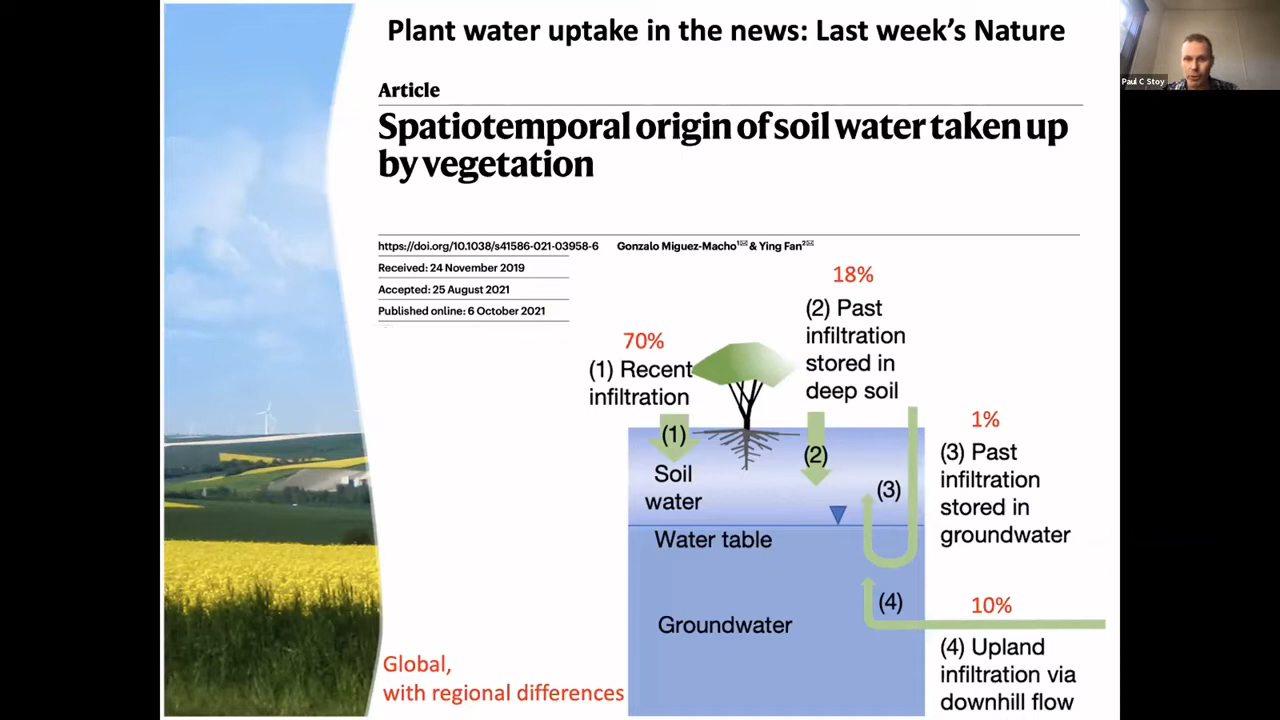 Plant water uptake in the news: Last week's Nature
Paul C Stoy
Article
Spatiotemporal origin of soil water taken up
by vegetation
https://doi.org/10.1038/s41586-021-03958-6 Gonzalo Miguez-Macho1✉ & Ying Fan2✉
Received: 24 November 2019
Accepted: 25 August 2021
Published online: 6 October 2021
70%
(1) Recent
infiltration
18%
(2) Past
infiltration
stored in
deep soil
(1)
(2)
(3)
Soil
water
1%
(3) Past
infiltration
stored in
groundwater
Water table
(4)
Groundwater
10%
(4) Upland
infiltration via
downhill flow
Global,
with regional differences